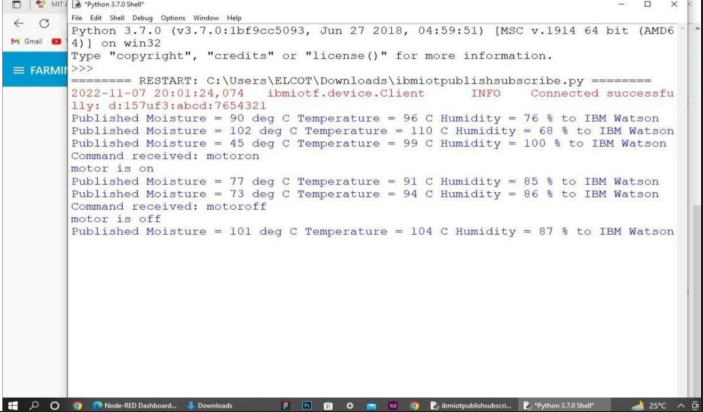 MIT A
*Python 3.7.0 Shell*
File Edit Shell Debug Options Window Help
Python 3.7.0 (v3.7.0:1bf9cc5093, Jun 27 2018, 04:59:51) [MSC v.1914 64 bit (AMD6
4)] on win32
Type "copyright", "credits" or "license()" for more information.
>>>
======== RESTART: C:\Users\ELCOT\Downloads\ibmiotpublishsubscribe.py ========
2022-11-07 20:01:24,074 ibmiotf.device.Client INFO Connected successfu
lly: d:157uf3:abcd:7654321
Published Moisture = 90 deg C Temperature = 96 C Humidity = 76 % to IBM Watson
Published Moisture = 102 deg C Temperature = 110 C Humidity = 68 % to IBM Watson
Published Moisture = 45 deg C Temperature = 99 C Humidity = 100 % to IBM Watson
Command received: motoron
motor is on
Published Moisture = 77 deg C Temperature = 91 C Humidity = 85 % to IBM Watson
Published Moisture = 73 deg C Temperature = 94 C Humidity = 86 % to IBM Watson
Command received: motoroff
motor is off
Published Moisture = 101 deg C Temperature = 104 C Humidity = 87 % to IBM Watson
Gmail
FARMIN
Node-RED Dashboard... Downloads ibmiotpublishsubscri... *Python 3.7.0 Shell* 25°C